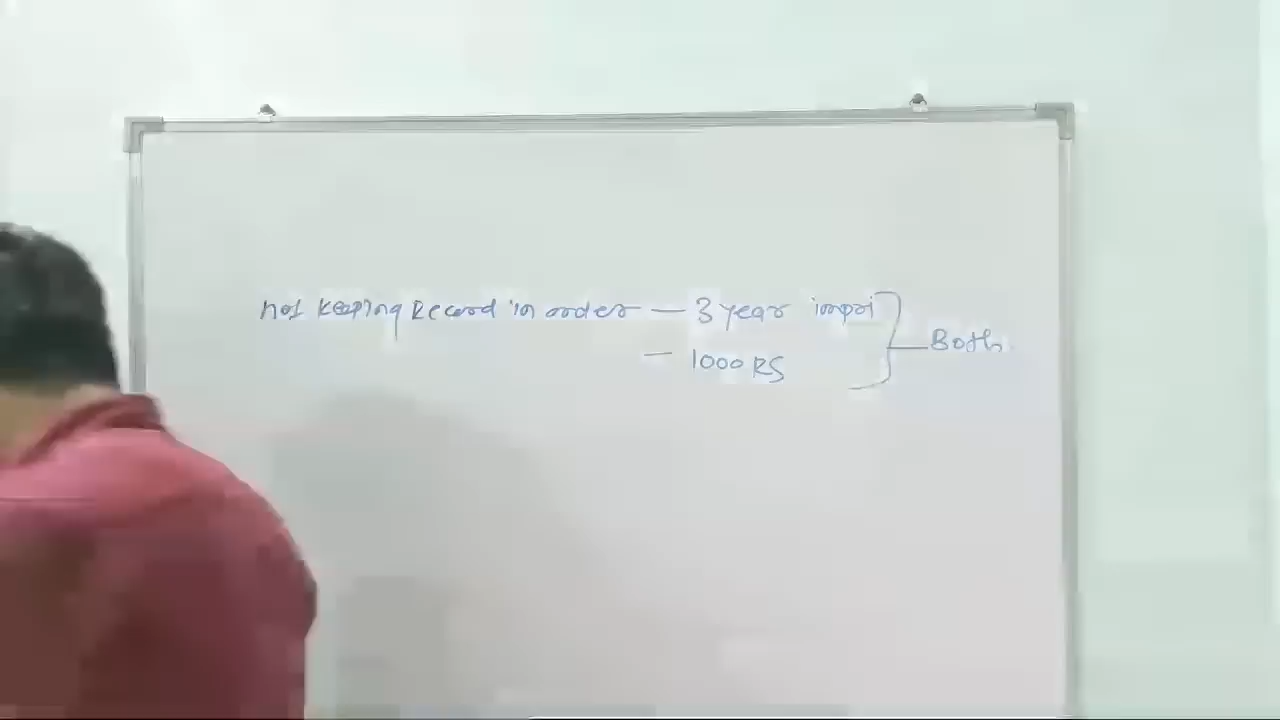 not keeping Record in order — 3 year impri } — Both
— 1000 RS